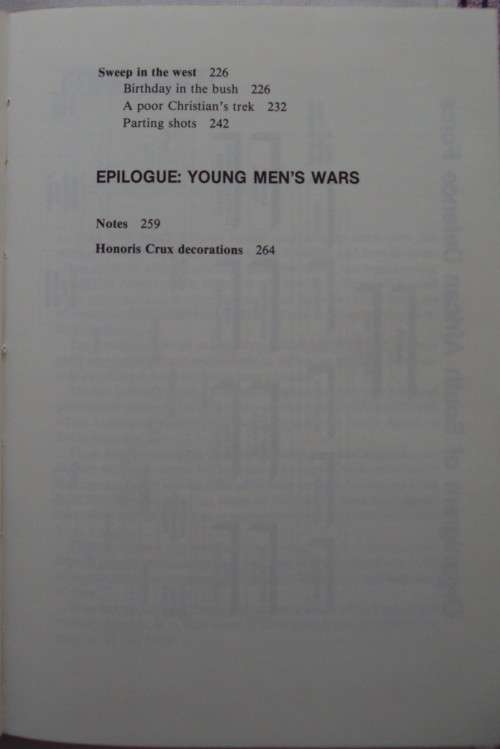 Sweep in the west 226
Birthday in the bush 226
A poor Christian's trek 232
Parting shots 242
EPILOGUE: YOUNG MEN'S WARS
Notes 259
Honoris Crux decorations 264